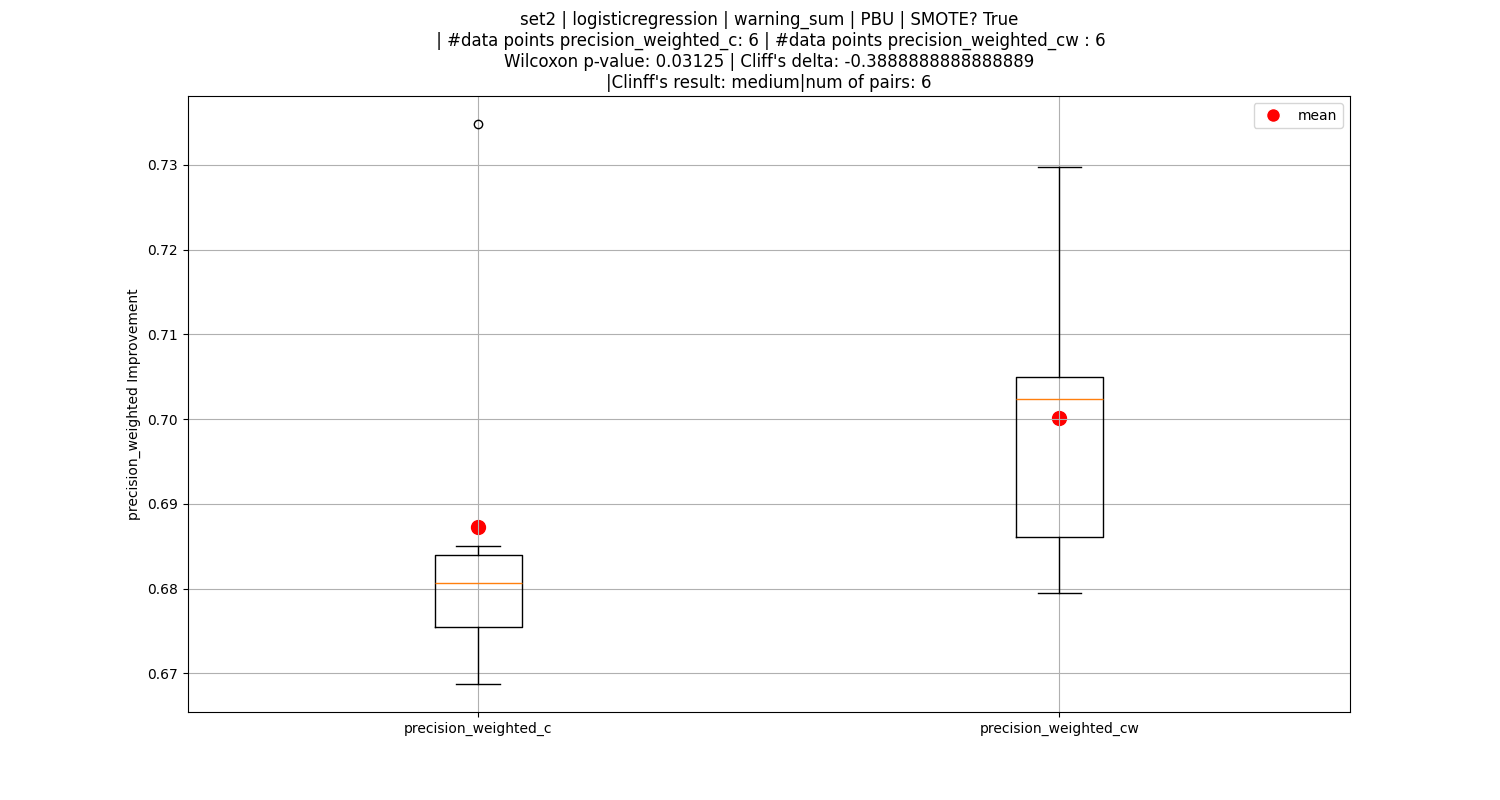 set2 | logisticregression | warning_sum | PBU | SMOTE? True
| #data points precision_weighted_c: 6 | #data points precision_weighted_cw : 6
Wilcoxon p-value: 0.03125 | Cliff's delta: -0.3888888888888889
|Clinff's result: medium|num of pairs: 6
mean
0.73
0.72
0.71
0.70
0.69
0.68
0.67
precision_weighted Improvement
precision_weighted_c
precision_weighted_cw